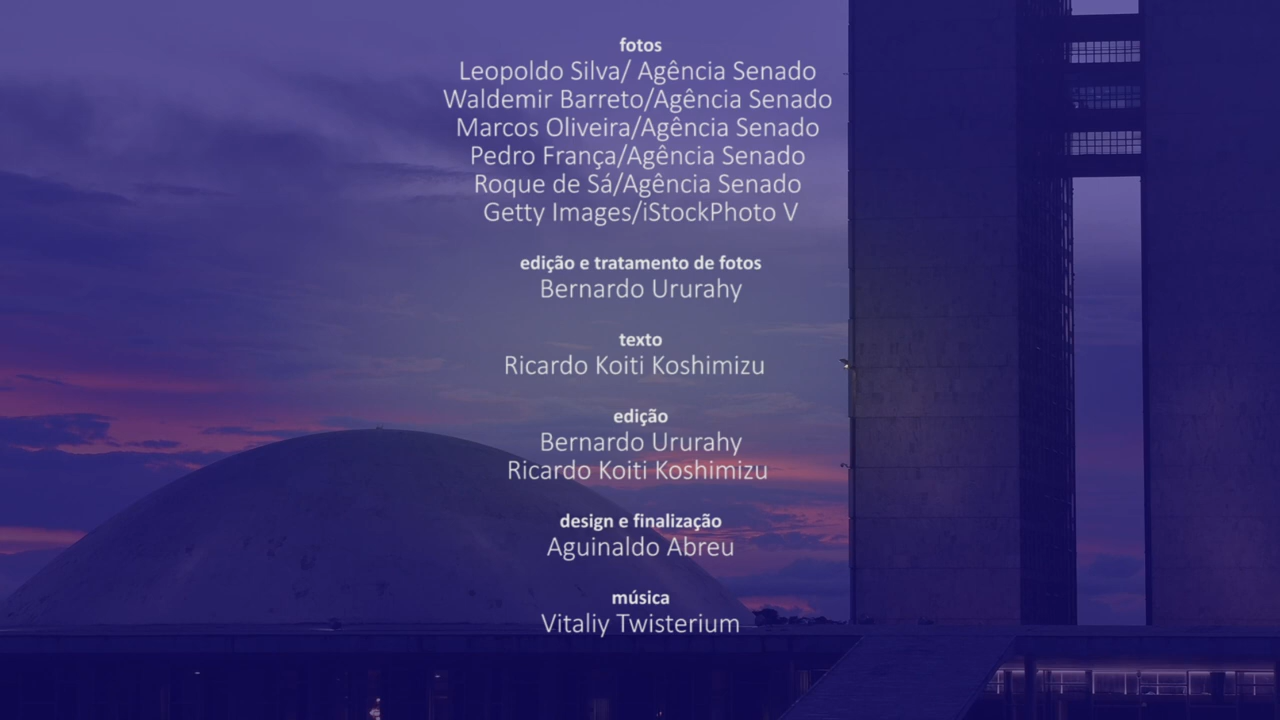 fotos
Leopoldo Silva/ Agência Senado
Waldemir Barreto/Agência Senado
Marcos Oliveira/Agência Senado
Pedro França/Agência Senado
Roque de Sá/Agência Senado
Getty Images/iStockPhoto V
edição e tratamento de fotos
Bernardo Ururahy
texto
Ricardo Koiti Koshimizu
edição
Bernardo Ururahy
Ricardo Koiti Koshimizu
design e finalização
Aguinaldo Abreu
música
Vitaliy Twisterium